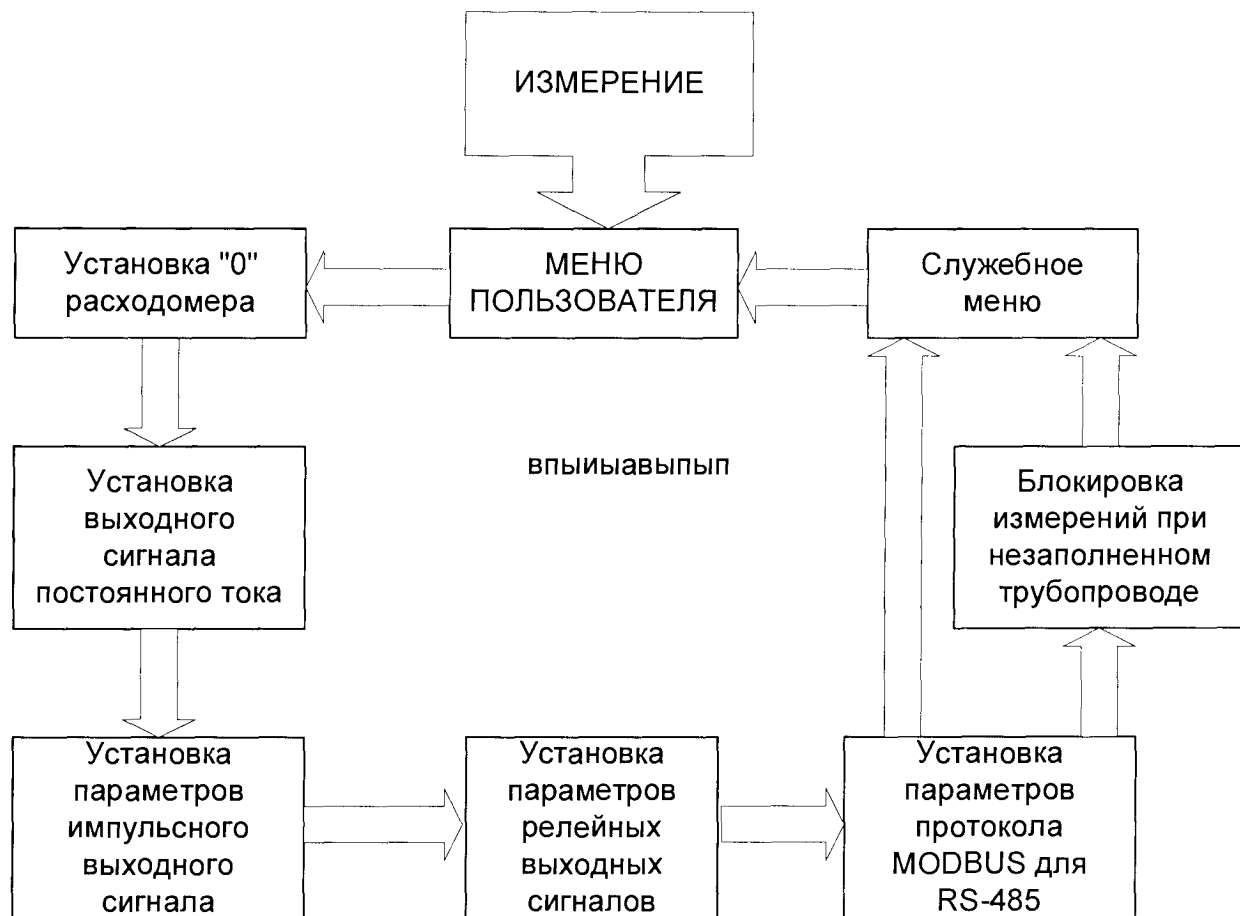 ИЗМЕРЕНИЕ
Установка "0"
расходомера
МЕНЮ
ПОЛЬЗОВАТЕЛЯ
Служебное
меню
Установка
выходного
сигнала
постоянного тока
впыиыавыпып
Блокировка
измерений при
незаполненном
трубопроводе
Установка
параметров
импульсного
выходного
сигнала
Установка
параметров
релейных
выходных
сигналов
Установка
параметров
протокола
MODBUS для
RS-485